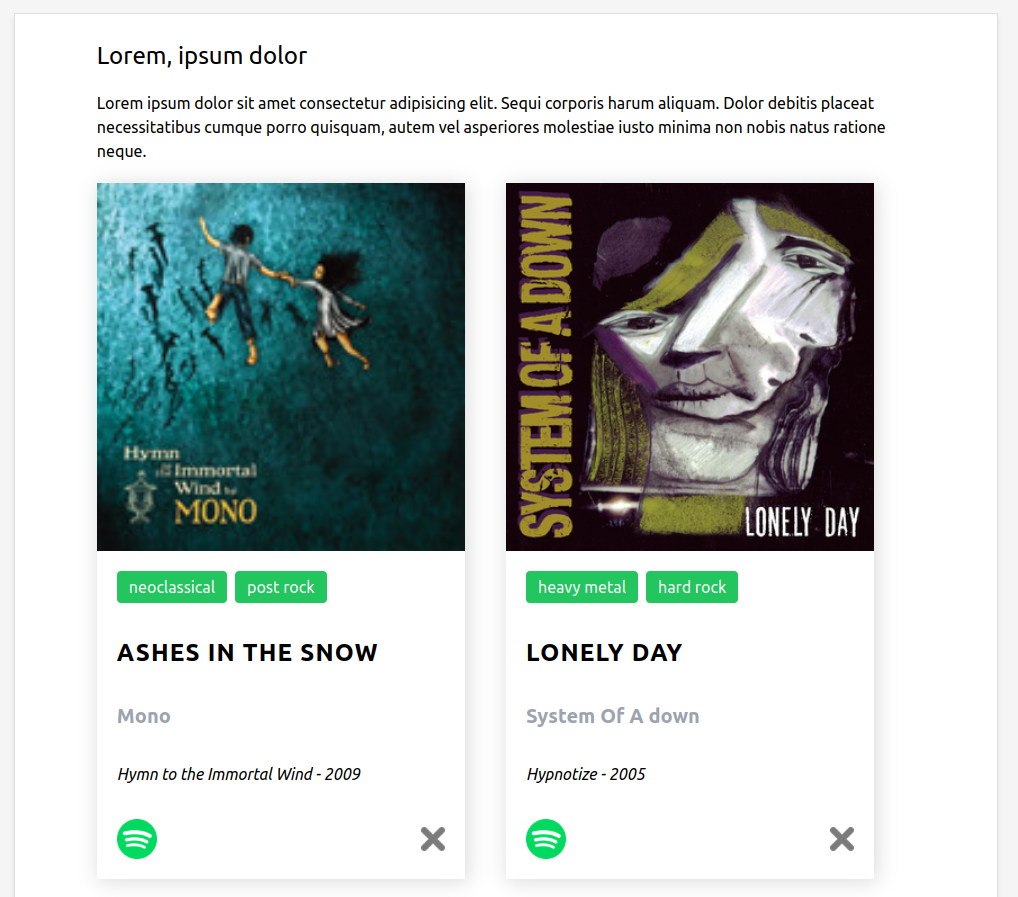 Lorem, ipsum dolor
Lorem ipsum dolor sit amet consectetur adipisicing elit. Sequi corporis harum aliquam. Dolor debitis placeat
necessitatibus cumque porro quisquam, autem vel asperiores molestiae iusto minima non nobis natus ratione
neque.
Hymn
to the Immortal
Wind by
MONO
neoclassical post rock
ASHES IN THE SNOW
Mono
Hymn to the Immortal Wind - 2009
SYSTEM OF A DOWN
LONELY DAY
heavy metal hard rock
LONELY DAY
System Of A down
Hypnotize - 2005